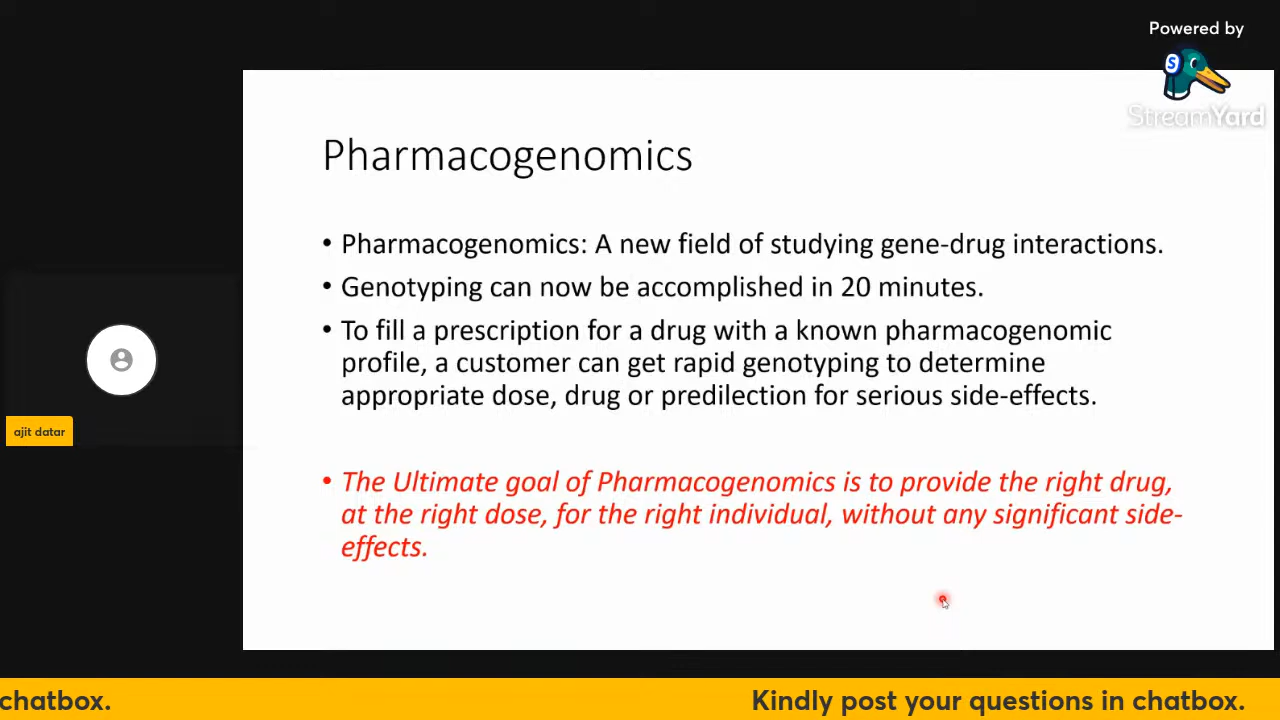 Powered by
S
StreamYard
Pharmacogenomics
• Pharmacogenomics: A new field of studying gene-drug interactions.
• Genotyping can now be accomplished in 20 minutes.
• To fill a prescription for a drug with a known pharmacogenomic
profile, a customer can get rapid genotyping to determine
appropriate dose, drug or predilection for serious side-effects.
• The Ultimate goal of Pharmacogenomics is to provide the right drug,
at the right dose, for the right individual, without any significant side-
effects.
ajit datar
chatbox.
Kindly post your questions in chatbox.